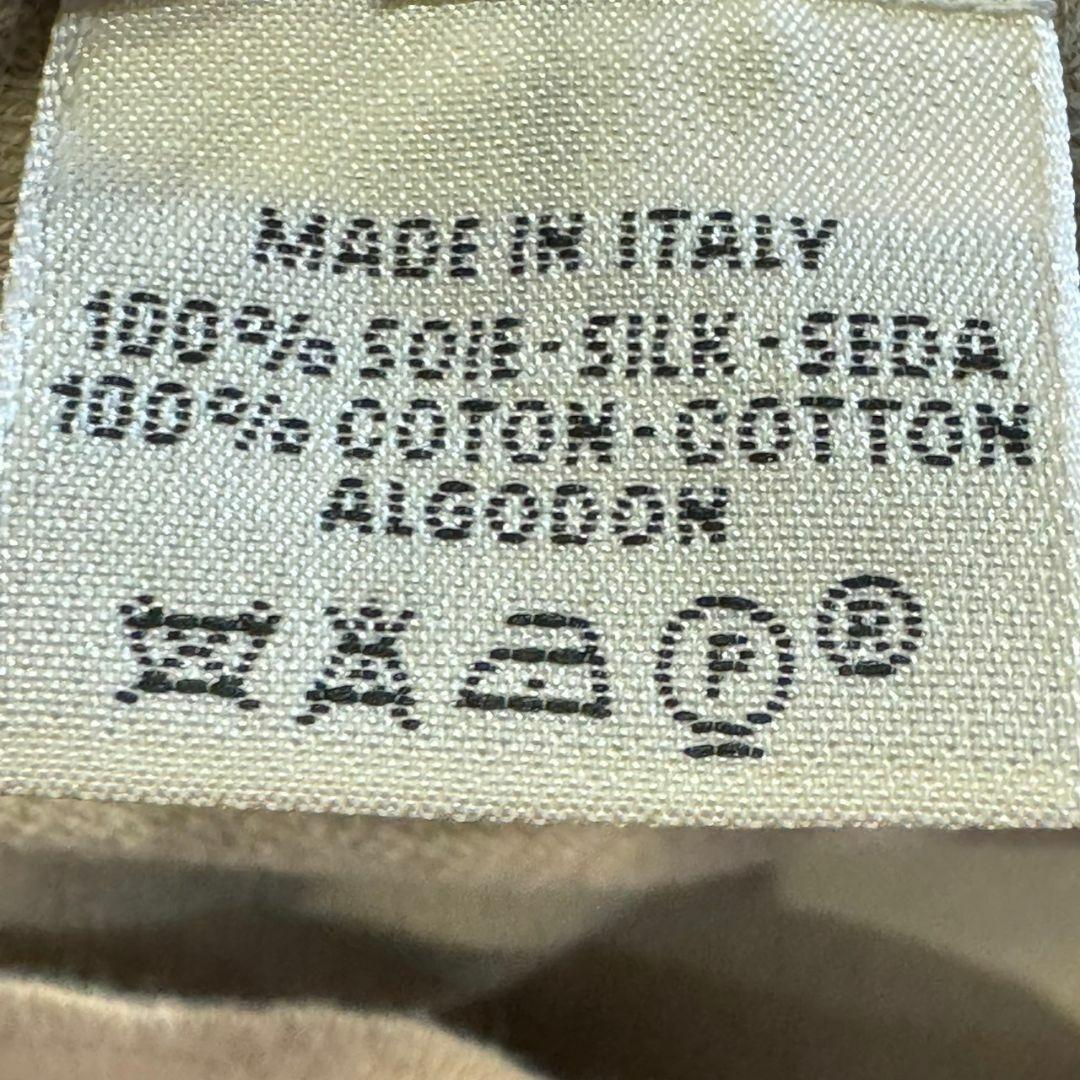 MADE IN ITALY
100% SOIE - SILK - SEDA
100% COTON - COTTON
ALGODON
P ®